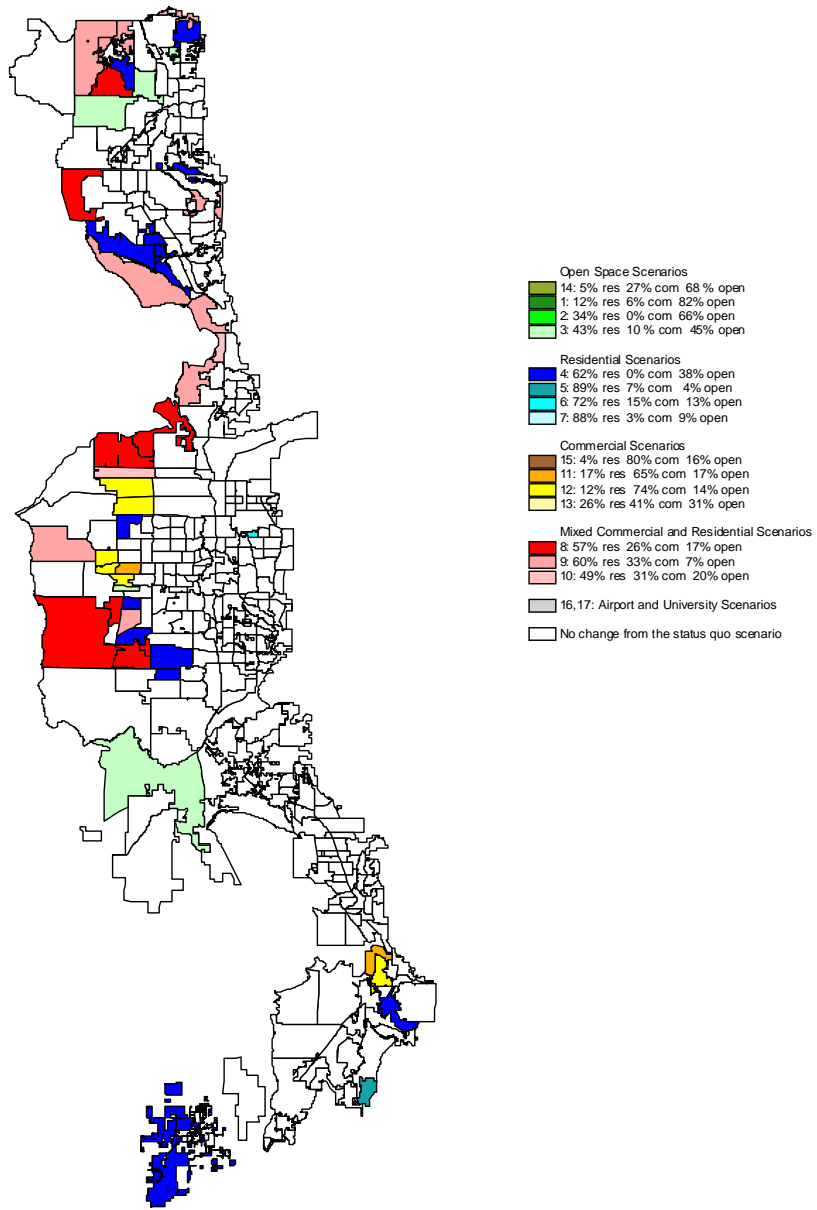 Open Space Scenarios
14: 5% res 27% com 68 % open
1: 12% res 6% com 82% open
2: 34% res 0% com 66% open
3: 43% res 10 % com 45% open
Residential Scenarios
4: 62% res 0% com 38% open
5: 89% res 7% com 4% open
6: 72% res 15% com 13% open
7: 88% res 3% com 9% open
Commercial Scenarios
15: 4% res 80% com 16% open
11: 17% res 65% com 17% open
12: 12% res 74% com 14% open
13: 26% res 41% com 31% open
Mixed Commercial and Residential Scenarios
8: 57% res 26% com 17% open
9: 60% res 33% com 7% open
10: 49% res 31% com 20% open
16,17: Airport and University Scenarios
No change from the status quo scenario